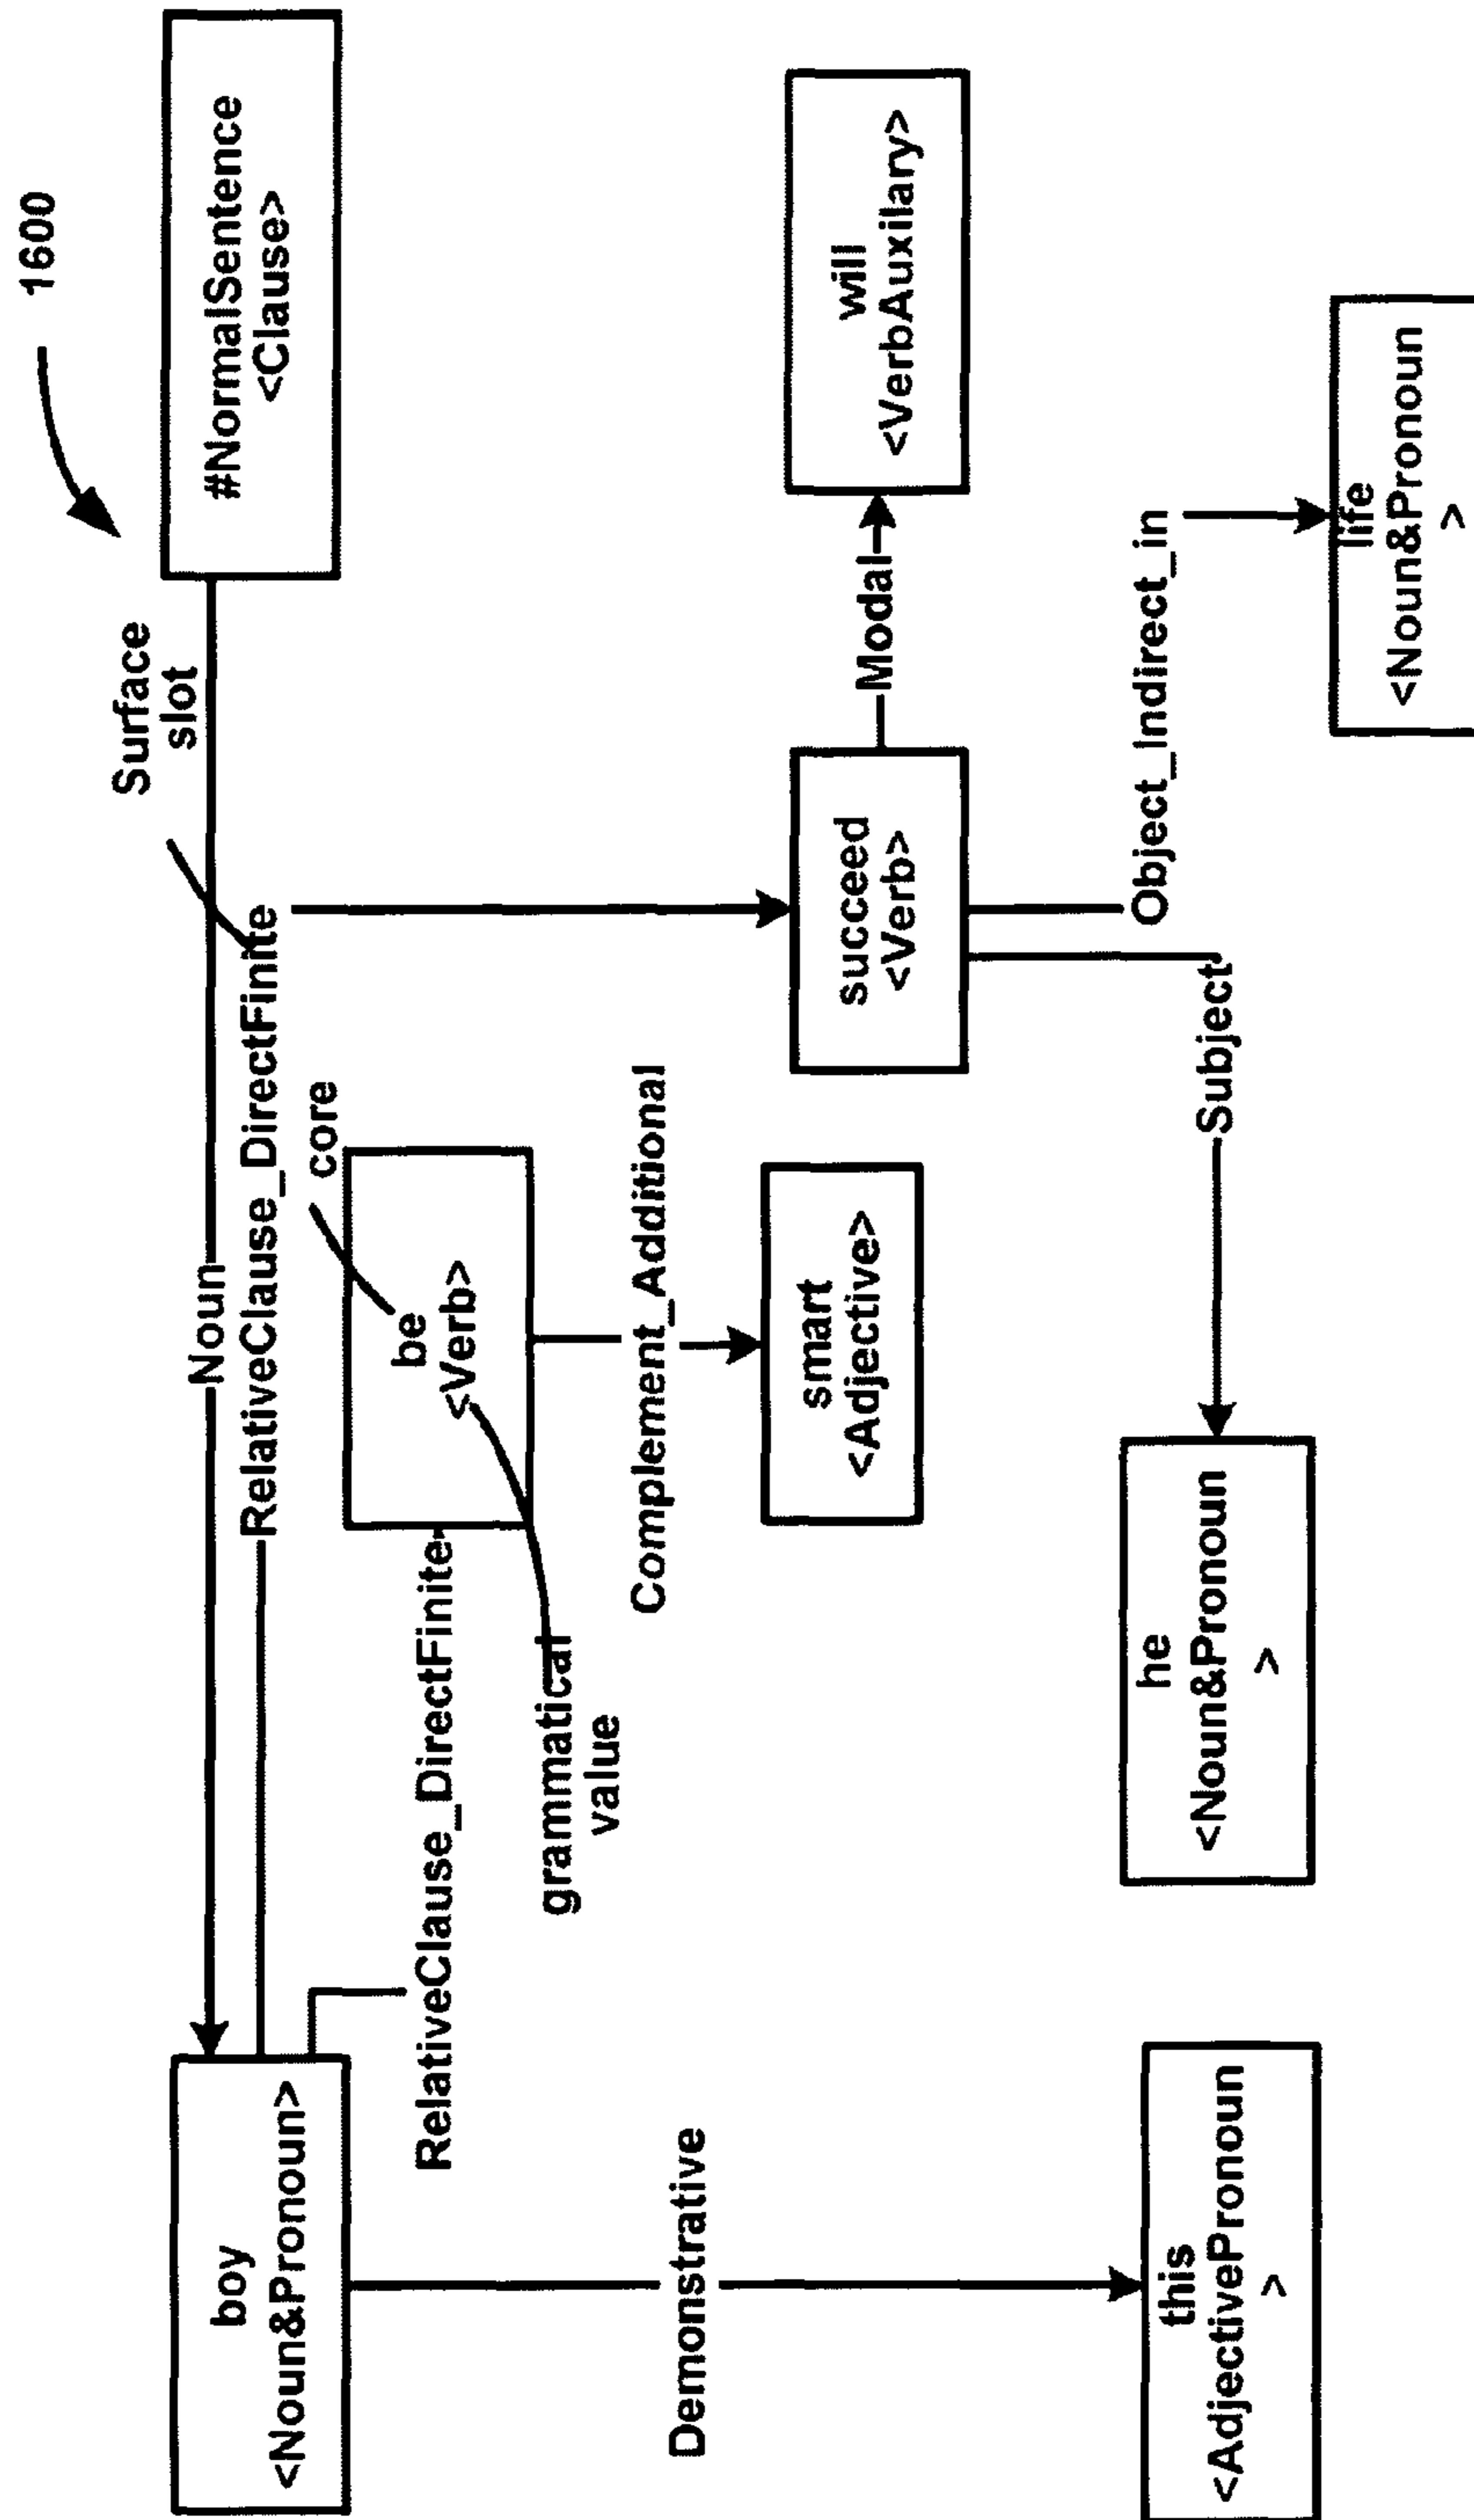 1600
Surface
slot
#NormalSentence
<Clause>
Noun
boy
<Noun&Pronoun>
RelativeClause_DirectFinite
core
be
<Verb>
RelativeClause_DirectFinite
grammatical
value
Complement_Additional
Demonstrative
smart
<Adjective>
succeed
<Verb>
Modal
will
<VerbAuxilary>
Object_Indirect_in
Subject
this
<AdjectivePronoun
>
he
<Noun&Pronoun
>
life
<Noun&Pronoun
>